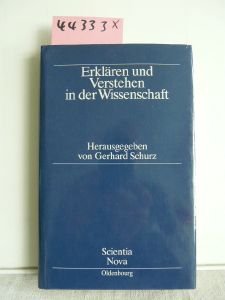 44333x
Erklären und
Verstehen
in der Wissenschaft
Herausgegeben
von Gerhard Schurz
Scientia
Nova
Oldenbourg